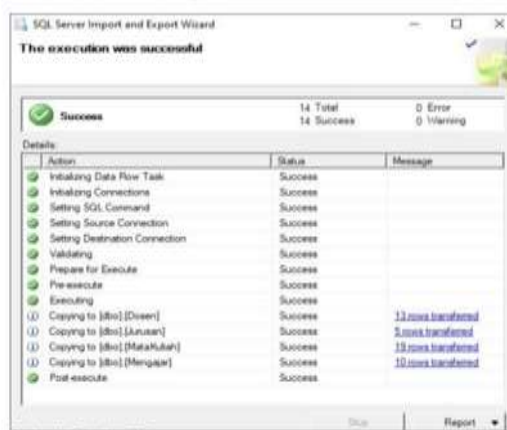 SQL Server Import and Export Wizard
The execution was successful
Success
14 Total
0 Error
14 Success
0 Warning
Details:
Action Status Message
Initializing Data Flow Task Success
Initializing Connections Success
Setting SQL Command Success
Setting Source Connection Success
Setting Destination Connection Success
Validating Success
Prepare for Execute Success
Pre-execute Success
Executing Success
Copying to [dbo].[Dosen] Success 13 rows transferred
Copying to [dbo].[Jurusan] Success 5 rows transferred
Copying to [dbo].[MataKuliah] Success 19 rows transferred
Copying to [dbo].[Mengajar] Success 10 rows transferred
Post-execute Success
Stop Report